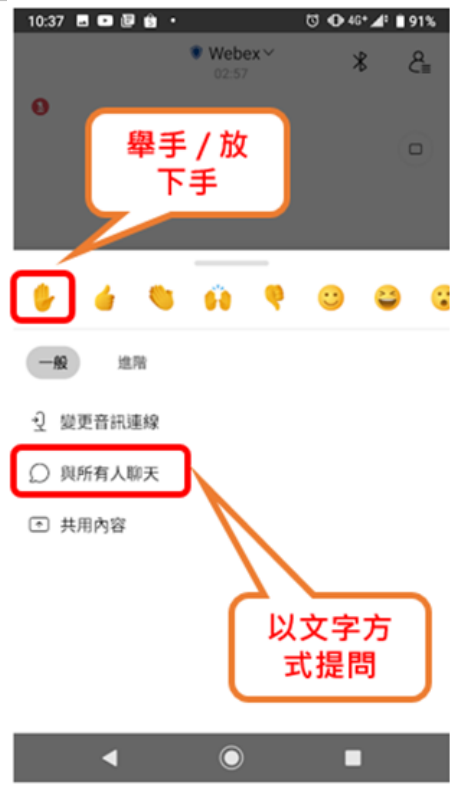 10:37
4G+ 91%
Webex
02:57
舉手 / 放
下手
一般 進階
變更音訊連線
與所有人聊天
共用內容
以文字方
式提問